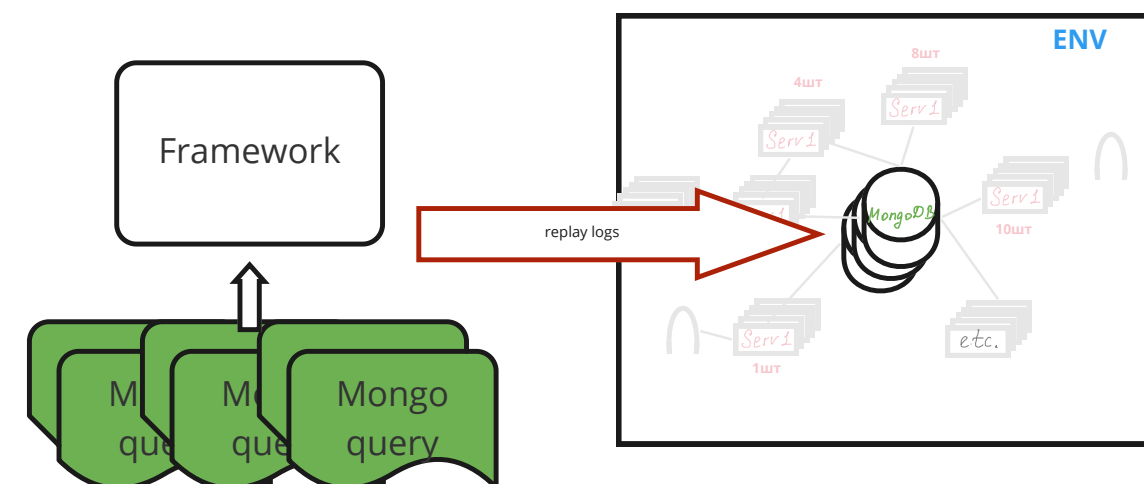 ENV
8шт
4шт
Serv1
Serv1
Framework
Serv1
MongoDB
10шт
replay logs
Serv1
etc.
1шт
Mongo
query